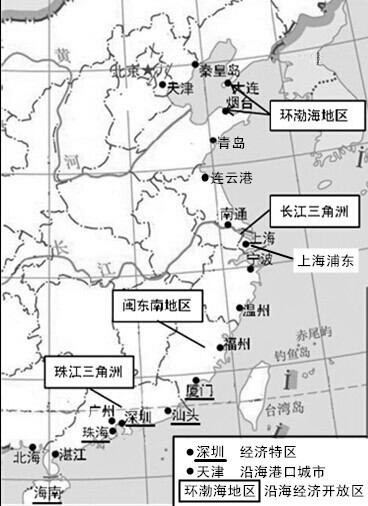 黄
北京
秦皇岛
天津
大连
烟台
环渤海地区
河
青岛
连云港
南通
长江三角洲
上海
长
江
宁波
上海浦东
闽东南地区
温州
赤尾屿
福州
钓鱼岛
珠江三角洲
厦门
台湾岛
广州
深圳
汕头
珠海
北海
湛江
海南
深圳 经济特区
天津 沿海港口城市
环渤海地区 沿海经济开放区